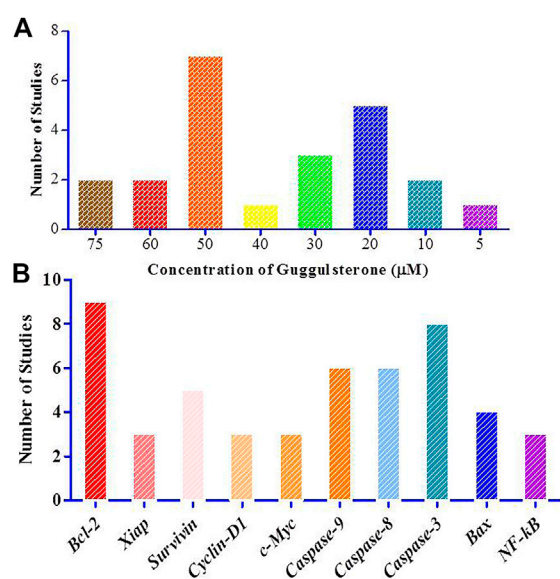 A
Number of Studies
8
6
4
2
0
75 60 50 40 30 20 10 5
Concentration of Guggulsterone (μM)
B
Number of Studies
10
8
6
4
2
0
Bcl-2 Xiap Survivin Cyclin-D1 c-Myc Caspase-9 Caspase-8 Caspase-3 Bax NF-kB